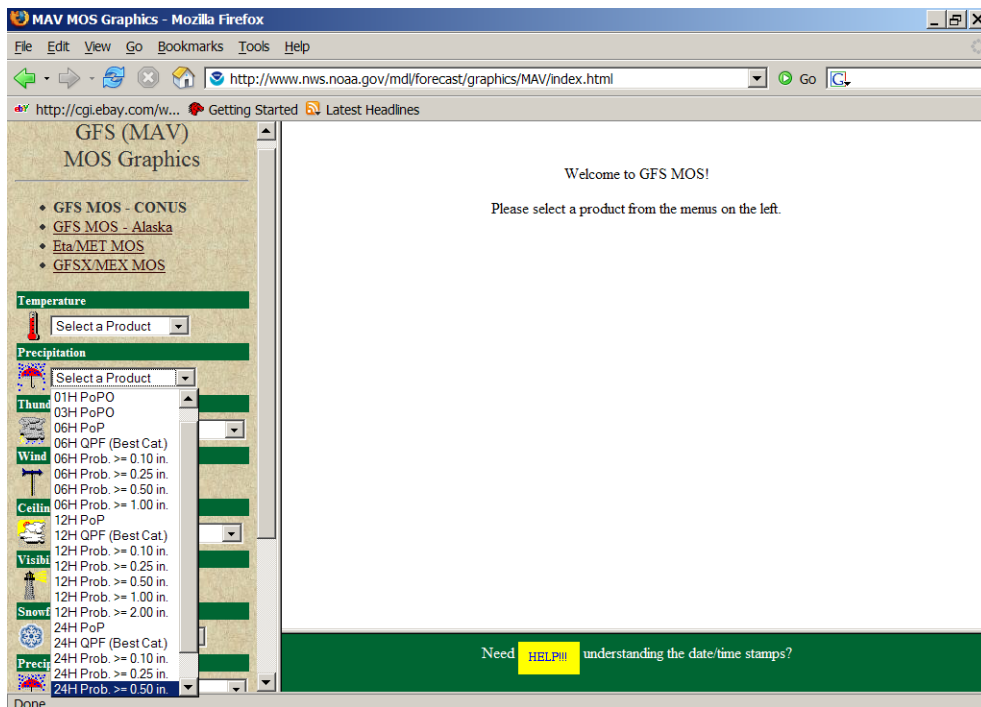 MAV MOS Graphics - Mozilla Firefox
File Edit View Go Bookmarks Tools Help
http://www.nws.noaa.gov/mdl/forecast/graphics/MAV/index.html Go G
http://cgi.ebay.com/w... Getting Started Latest Headlines
GFS (MAV)
MOS Graphics
GFS MOS - CONUS
GFS MOS - Alaska
Eta/MET MOS
GFSX/MEX MOS
Temperature
Select a Product
Precipitation
Select a Product
01H PoPO
03H PoPO
06H PoP
06H QPF (Best Cat.)
06H Prob. >= 0.10 in.
06H Prob. >= 0.25 in.
06H Prob. >= 0.50 in.
06H Prob. >= 1.00 in.
12H PoP
12H QPF (Best Cat.)
12H Prob. >= 0.10 in.
12H Prob. >= 0.25 in.
12H Prob. >= 0.50 in.
12H Prob. >= 1.00 in.
12H Prob. >= 2.00 in.
24H PoP
24H QPF (Best Cat.)
24H Prob. >= 0.10 in.
24H Prob. >= 0.25 in.
24H Prob. >= 0.50 in.
Thund
Wind
Ceilin
Visibi
Snowf
Precip
Welcome to GFS MOS!
Please select a product from the menus on the left.
Need HELP!!! understanding the date/time stamps?
Done